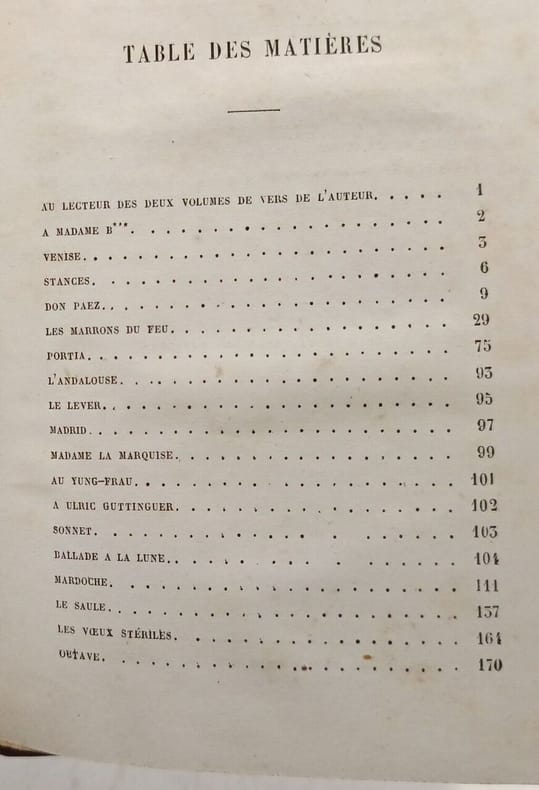 TABLE DES MATIÈRES
AU LECTEUR DES DEUX VOLUMES DE VERS DE L'AUTEUR. . . . . 1
A MADAME B***. . . . . . . . . . . . . . . . 2
VENISE. . . . . . . . . . . . . . . . . . . 3
STANCES. . . . . . . . . . . . . . . . . . . 6
DON PAEZ. . . . . . . . . . . . . . . . . . . 9
LES MARRONS DU FEU. . . . . . . . . . . . . . 29
PORTIA. . . . . . . . . . . . . . . . . . . 75
L'ANDALOUSE. . . . . . . . . . . . . . . . . 93
LE LEVER. . . . . . . . . . . . . . . . . . 95
MADRID. . . . . . . . . . . . . . . . . . . 97
MADAME LA MARQUISE. . . . . . . . . . . . . . 99
AU YUNG-FRAU. . . . . . . . . . . . . . . . 101
A ULRIC GUTTINGUER. . . . . . . . . . . . . . 102
SONNET. . . . . . . . . . . . . . . . . . . 103
BALLADE A LA LUNE. . . . . . . . . . . . . . 104
MARDOCHE. . . . . . . . . . . . . . . . . . 111
LE SAULE. . . . . . . . . . . . . . . . . . 137
LES VŒUX STÉRILES. . . . . . . . . . . . . . 164
OCTAVE. . . . . . . . . . . . . . . . . . . 170